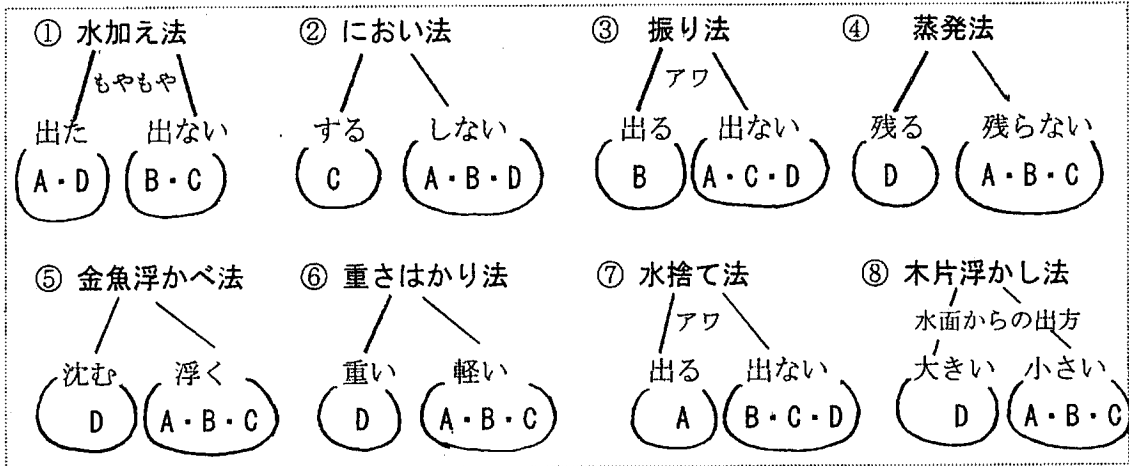 ① 水加え法
もやもや
出た 出ない
A・D B・C
② におい法
する しない
C A・B・D
③ 振り法
アワ
出る 出ない
B A・C・D
④ 蒸発法
残る 残らない
D A・B・C
⑤ 金魚浮かべ法
沈む 浮く
D A・B・C
⑥ 重さはかり法
重い 軽い
D A・B・C
⑦ 水捨て法
アワ
出る 出ない
A B・C・D
⑧ 木片浮かし法
水面からの出方
大きい 小さい
D A・B・C